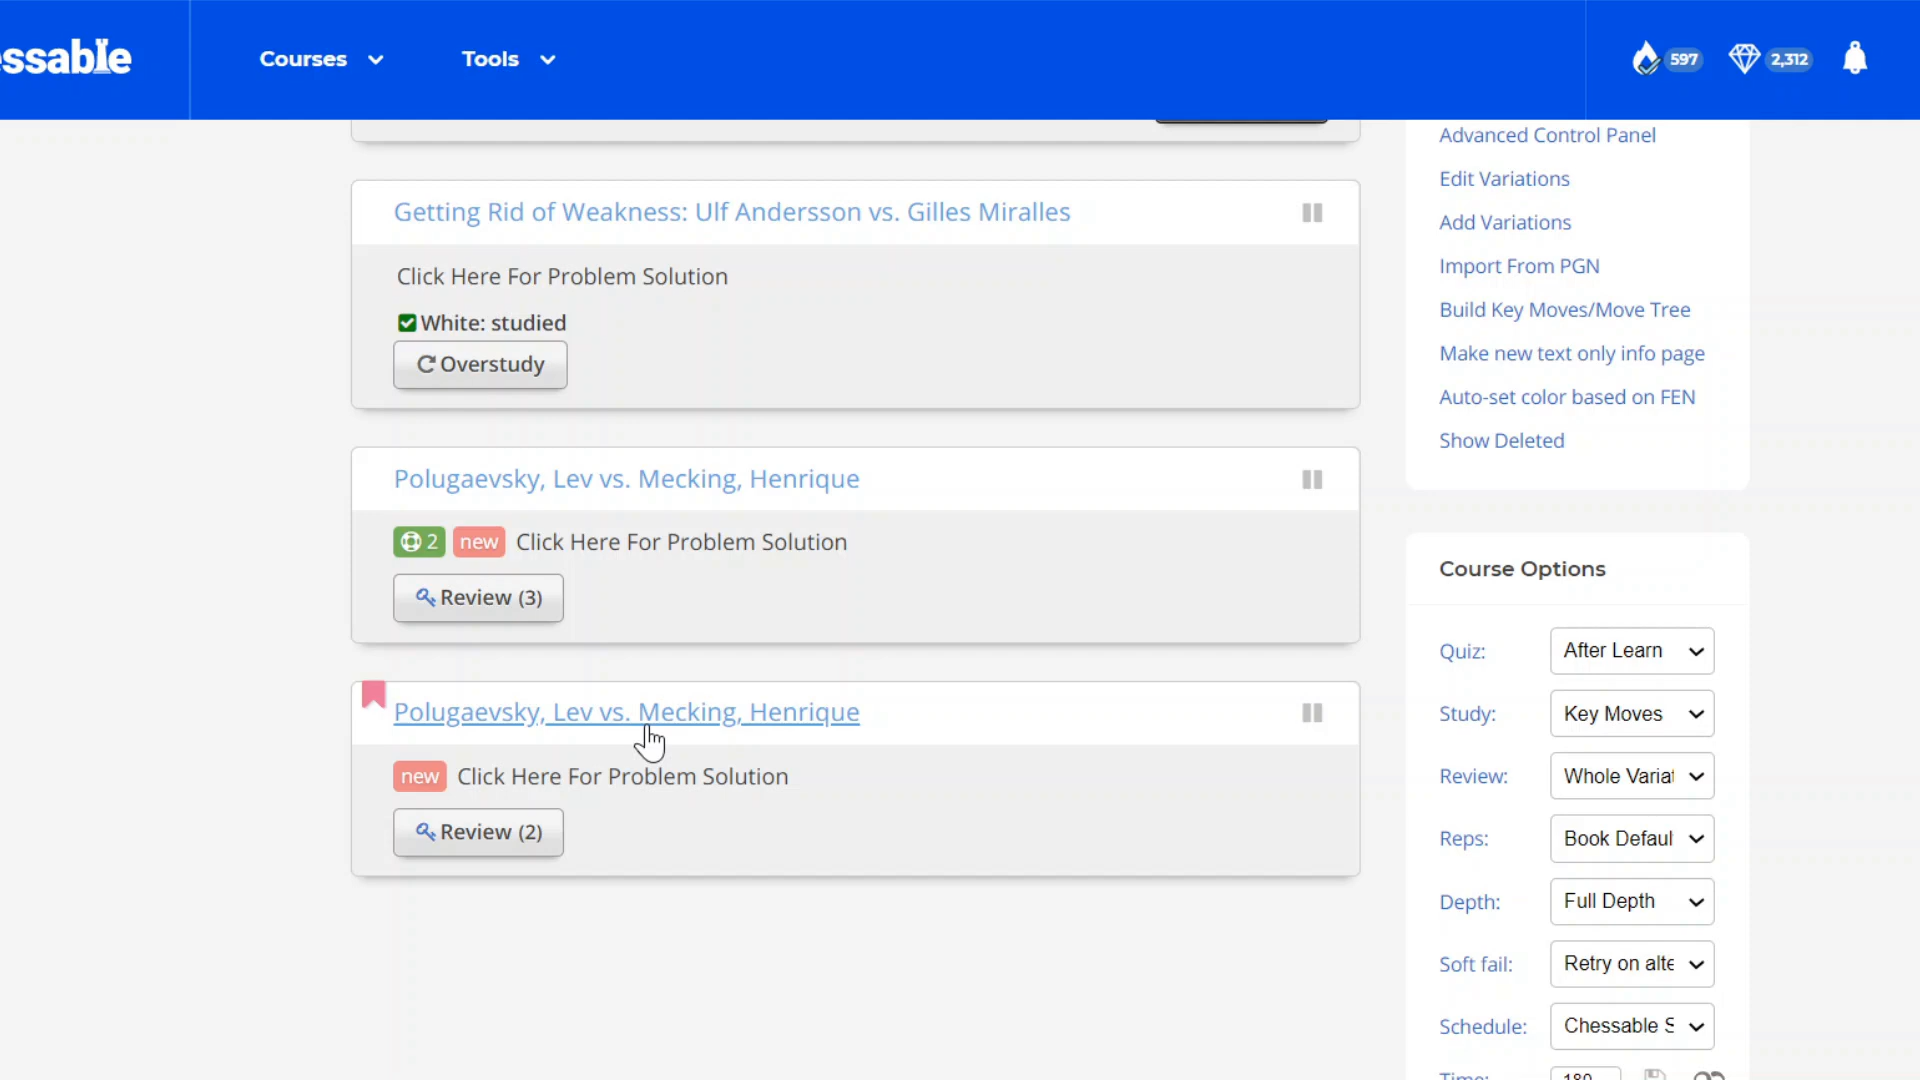 essable
Courses
Tools
597
2,312
Advanced Control Panel
Edit Variations
Add Variations
Import From PGN
Build Key Moves/Move Tree
Make new text only info page
Auto-set color based on FEN
Show Deleted
Getting Rid of Weakness: Ulf Andersson vs. Gilles Miralles
Click Here For Problem Solution
White: studied
Overstudy
Polugaevsky, Lev vs. Mecking, Henrique
2 new Click Here For Problem Solution
Review (3)
Polugaevsky, Lev vs. Mecking, Henrique
new Click Here For Problem Solution
Review (2)
Course Options
Quiz: After Learn
Study: Key Moves
Review: Whole Variat
Reps: Book Defaul
Depth: Full Depth
Soft fail: Retry on alte
Schedule: Chessable S
Time: 180